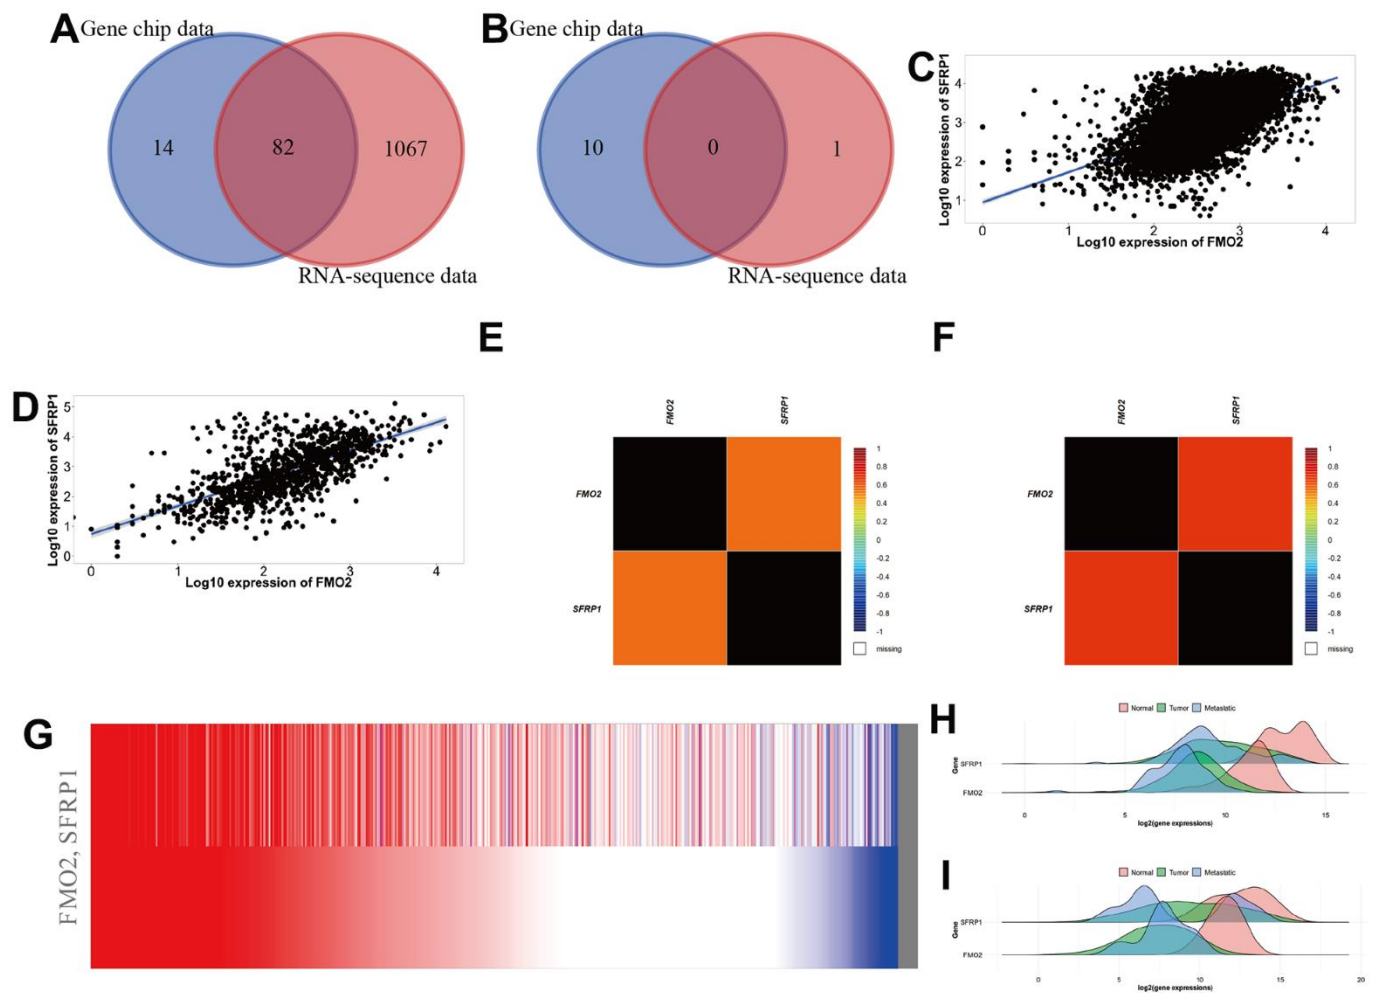 A
Gene chip data
14
82
1067
RNA-sequence data
B
Gene chip data
10
0
1
RNA-sequence data
C
Log10 expression of SFRP1
4
3
2
1
0
1
2
3
4
Log10 expression of FMO2
D
Log10 expression of SFRP1
5
4
3
2
1
0
0
1
2
3
4
Log10 expression of FMO2
E
FMO2
SFRP1
FMO2
SFRP1
1
0.8
0.6
0.4
0.2
0
-0.2
-0.4
-0.6
-0.8
-1
missing
F
FMO2
SFRP1
FMO2
SFRP1
1
0.8
0.6
0.4
0.2
0
-0.2
-0.4
-0.6
-0.8
-1
missing
G
FMO2, SFRP1
H
Normal Tumor Metastatic
Gene
SFRP1
FMO2
0 5 10 15
log2(gene expressions)
I
Normal Tumor Metastatic
Gene
SFRP1
FMO2
0 5 10 15 20
log2(gene expressions)